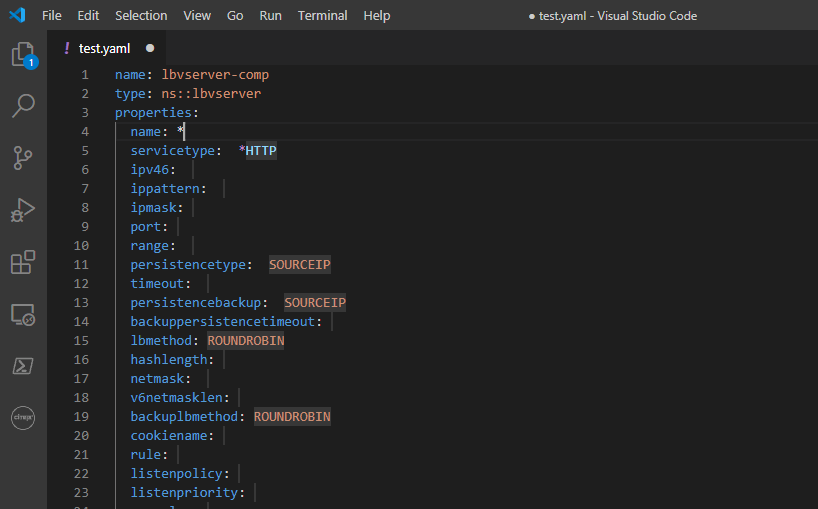 File Edit Selection View Go Run Terminal Help ● test.yaml - Visual Studio Code
! test.yaml ●
1
citrix
1 name: lbvserver-comp
2 type: ns::lbvserver
3 properties:
4 name: *
5 servicetype: *HTTP
6 ipv46:
7 ippattern:
8 ipmask:
9 port:
10 range:
11 persistencetype: SOURCEIP
12 timeout:
13 persistencebackup: SOURCEIP
14 backuppersistencetimeout:
15 lbmethod: ROUNDROBIN
16 hashlength:
17 netmask:
18 v6netmasklen:
19 backuplbmethod: ROUNDROBIN
20 cookiename:
21 rule:
22 listenpolicy:
23 listenpriority: